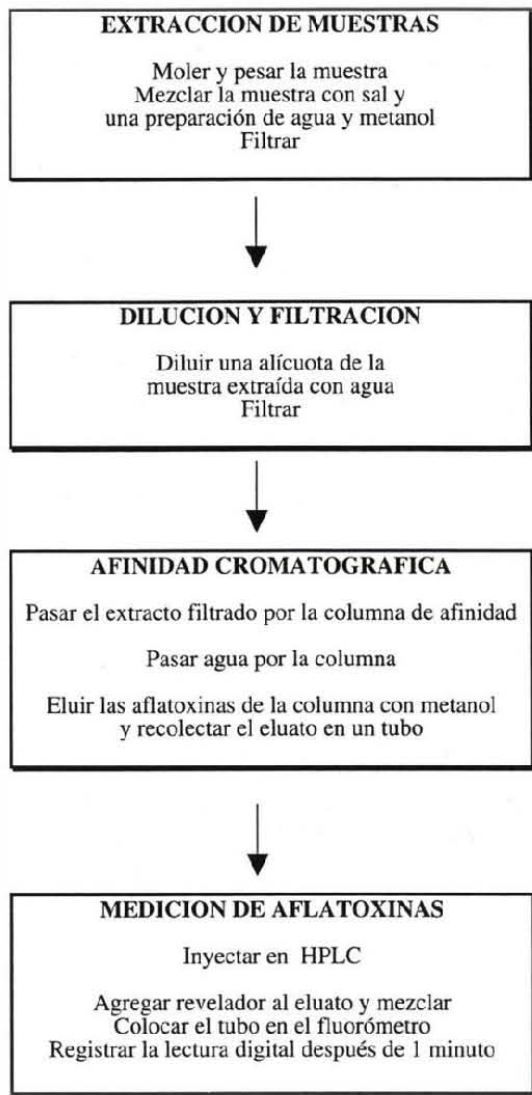 EXTRACCION DE MUESTRAS
Moler y pesar la muestra
Mezclar la muestra con sal y
una preparación de agua y metanol
Filtrar
DILUCION Y FILTRACION
Diluir una alícuota de la
muestra extraída con agua
Filtrar
AFINIDAD CROMATOGRAFICA
Pasar el extracto filtrado por la columna de afinidad
Pasar agua por la columna
Eluir las aflatoxinas de la columna con metanol
y recolectar el eluato en un tubo
MEDICION DE AFLATOXINAS
Inyectar en HPLC
Agregar revelador al eluato y mezclar
Colocar el tubo en el fluorómetro
Registrar la lectura digital después de 1 minuto